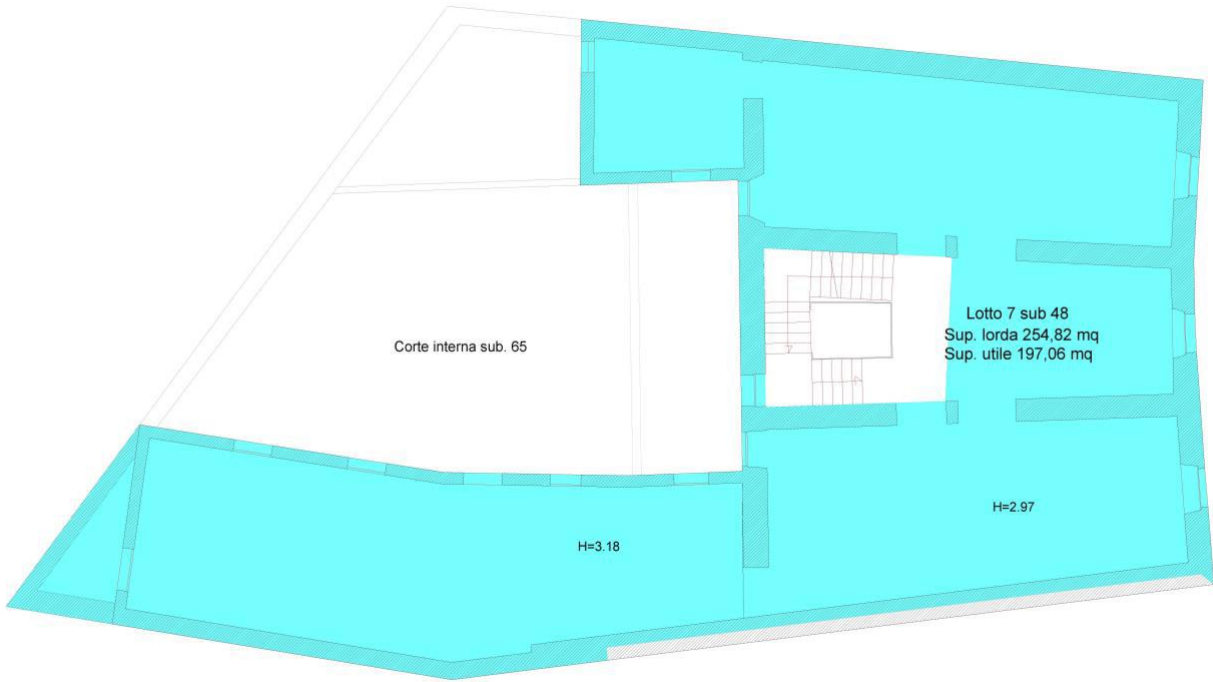 Lotto 7 sub 48
Sup. lorda 254,82 mq
Sup. utile 197,06 mq
Corte interna sub. 65
H=2.97
H=3.18